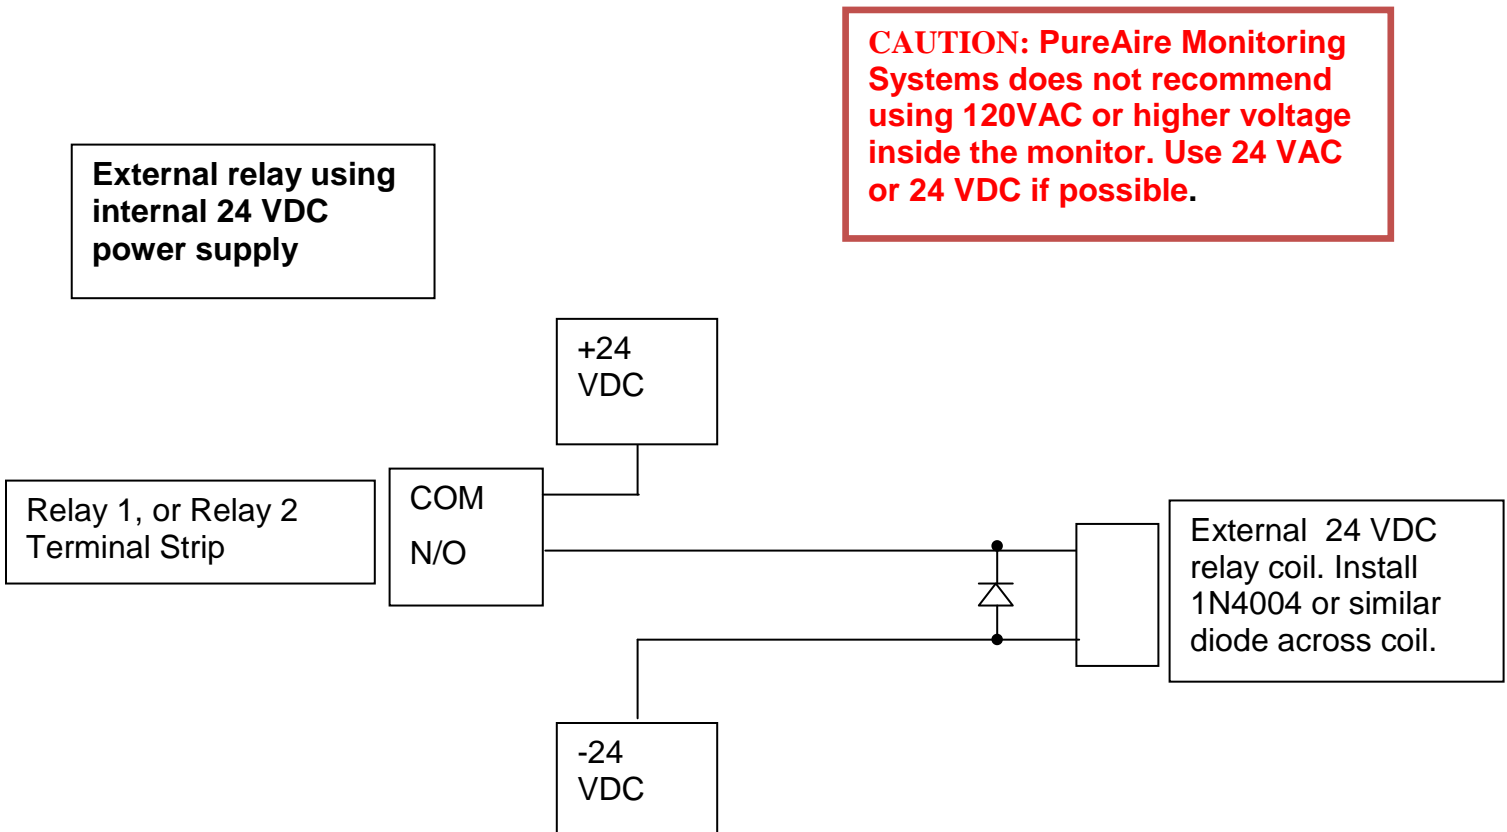 CAUTION: PureAire Monitoring
Systems does not recommend
using 120VAC or higher voltage
inside the monitor. Use 24 VAC
or 24 VDC if possible.
External relay using
internal 24 VDC
power supply
+24
VDC
Relay 1, or Relay 2
Terminal Strip
COM
N/O
External 24 VDC
relay coil. Install
1N4004 or similar
diode across coil.
-24
VDC